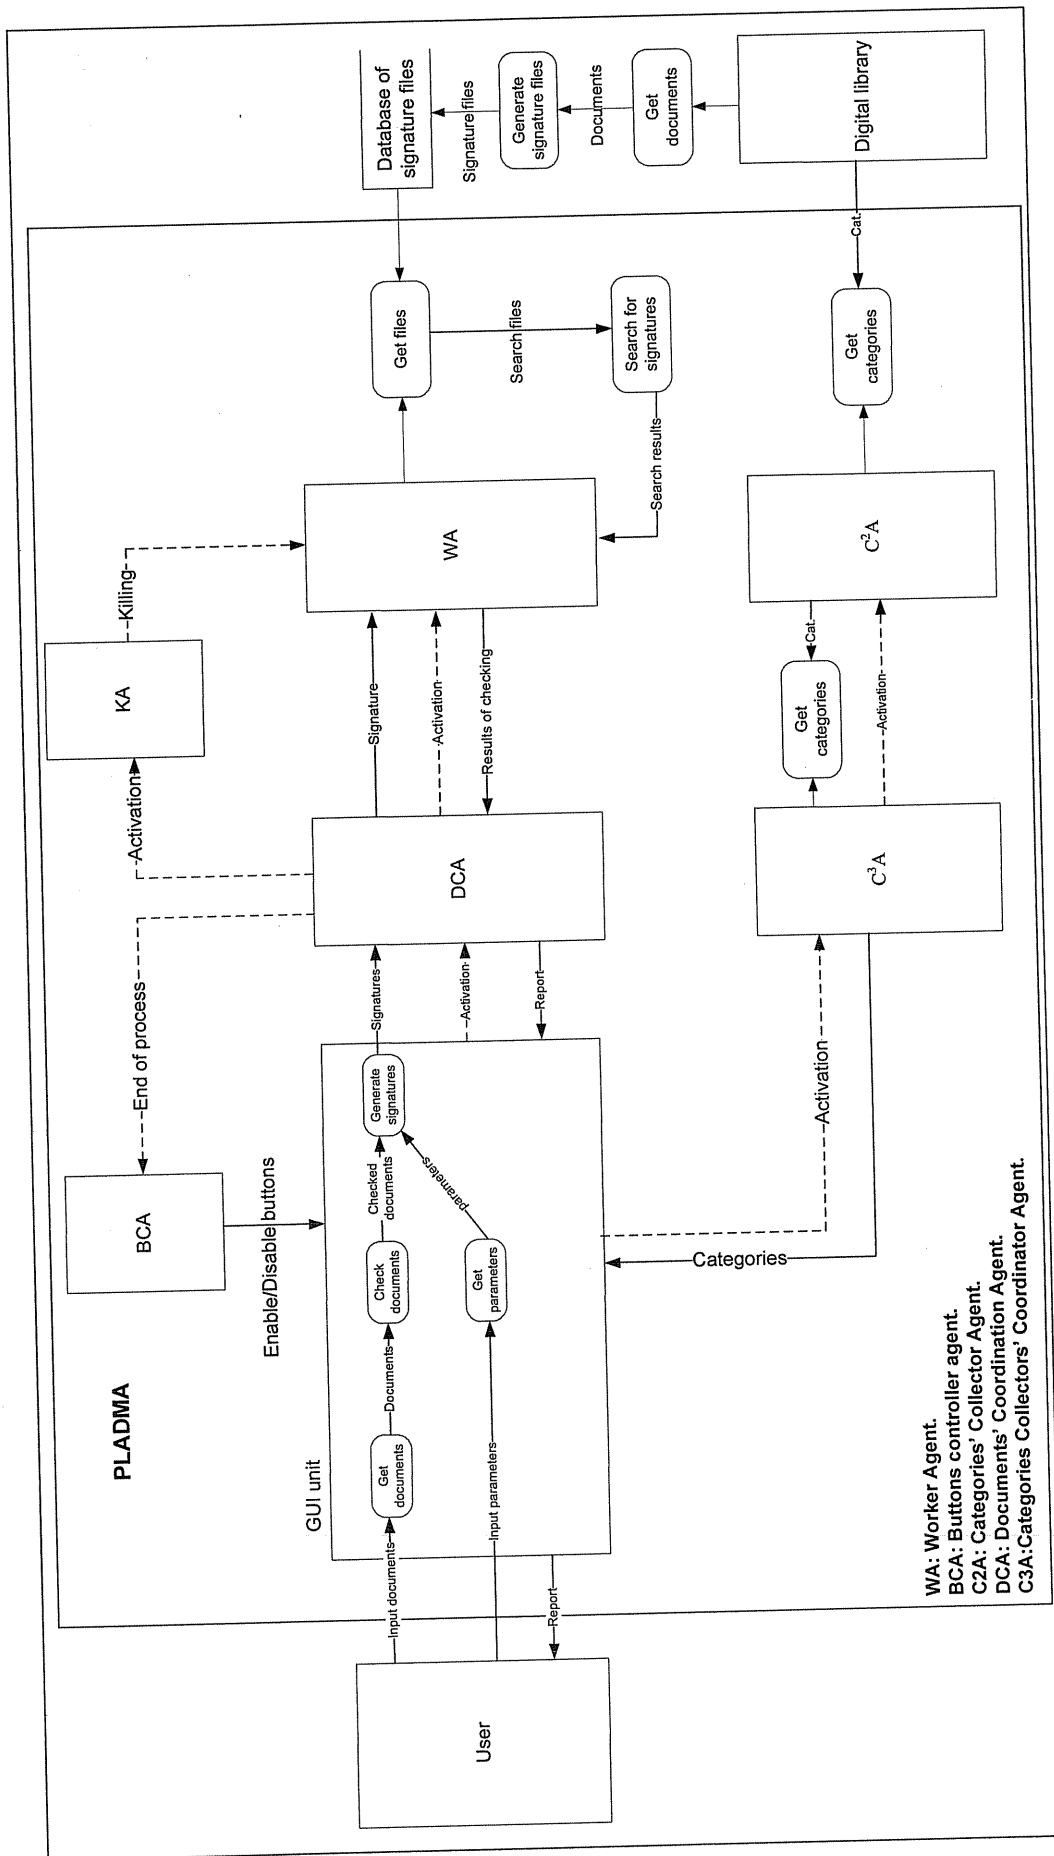 PLADMA
BCA
End of process
Activation
KA
Killing
Enable/Disable buttons
GUI unit
User
Input documents
Get
documents
Documents
Check
documents
Checked
documents
Generate
signatures
Signatures
Input parameters
Get
parameters
parameters
Report
Activation
Report
DCA
Signature
Activation
Results of checking
WA
Get files
Search files
Search for
signatures
Search results
Database of
signature files
Signature files
Generate
signature files
Documents
Get
documents
Digital library
Cat.
Get
categories
C²A
Cat.
Get
categories
Activation
C³A
Activation
Categories
WA: Worker Agent.
BCA: Buttons controller agent.
C2A: Categories' Collector Agent.
DCA: Documents' Coordination Agent.
C3A:Categories Collectors' Coordinator Agent.